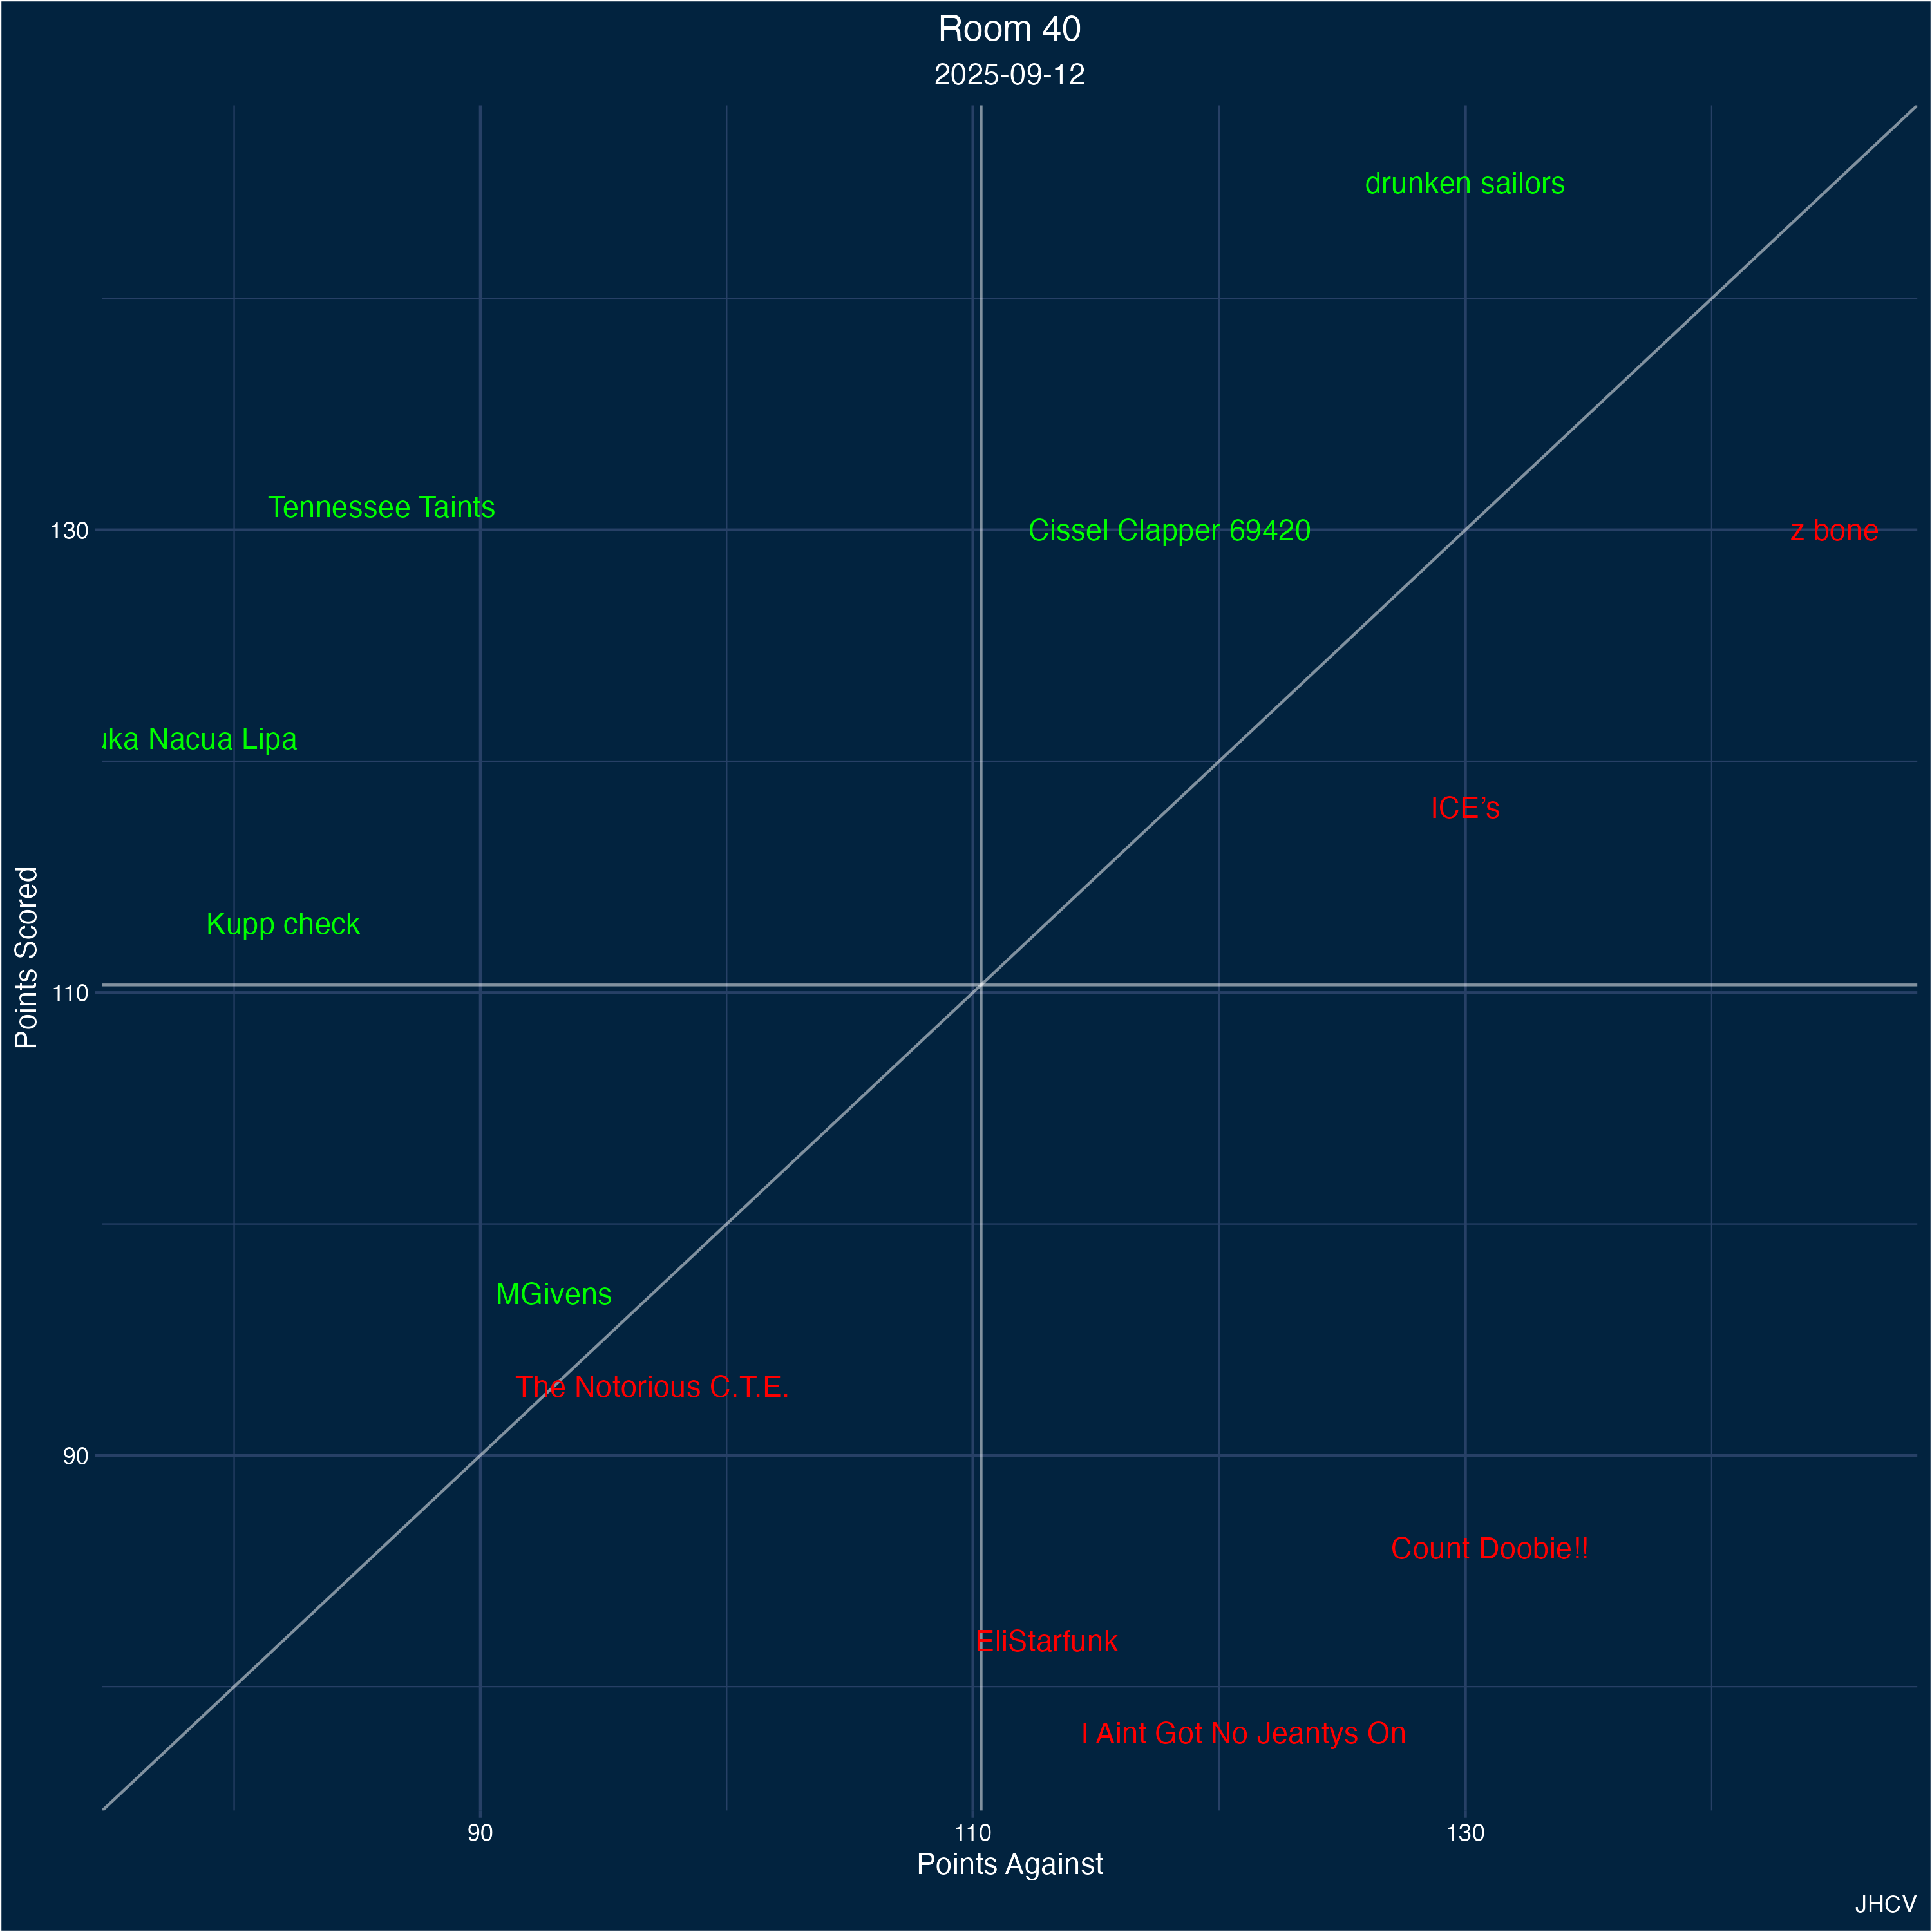 Room 40
2025-09-12
drunken sailors
Tennessee Taints
130
Cissel Clapper 69420
z bone
Nacua Lipa
ICE’s
Kupp check
Points Scored
110
MGivens
The Notorious C.T.E.
90
Count Doobie!!
EliStarfunk
I Aint Got No Jeantys On
90
110
130
Points Against
JHCV